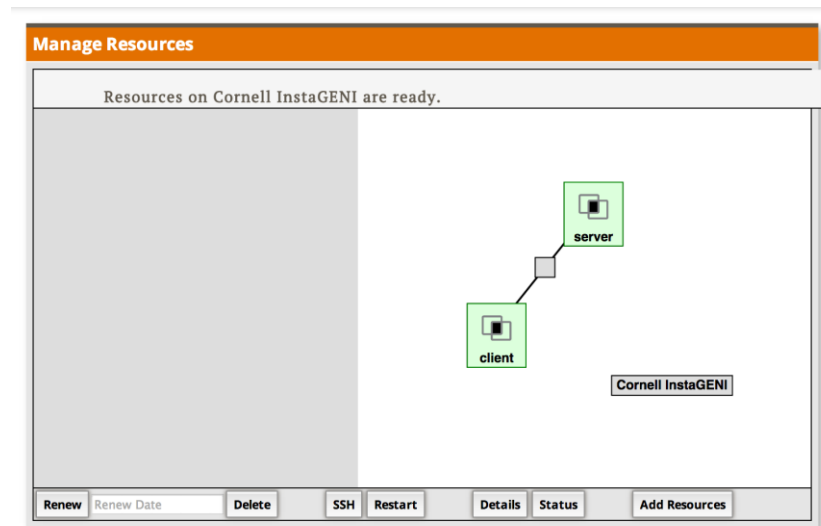 Manage Resources
Resources on Cornell InstaGENI are ready.
server
client
Cornell InstaGENI
Renew Renew Date Delete SSH Restart Details Status Add Resources